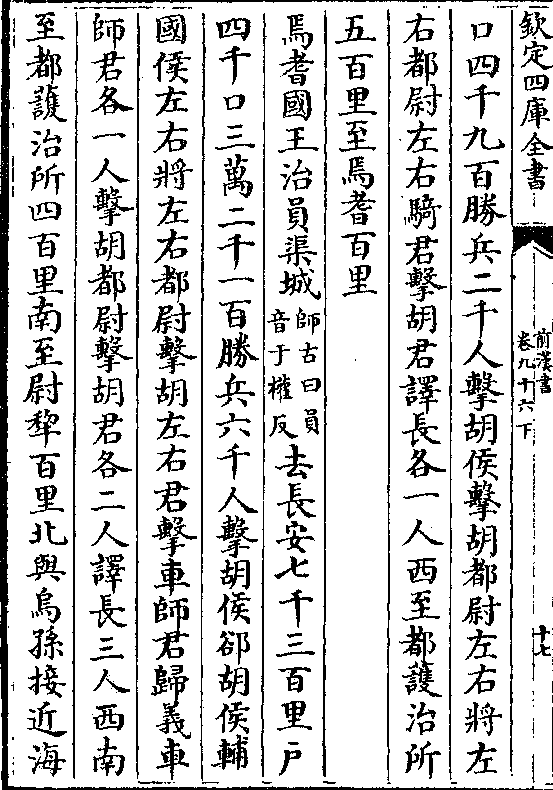 欽定四庫全書
前漢書
卷九十六下
十七
口四千九百勝兵二千人擊胡侯擊胡都尉左右將左
右都尉左右騎君擊胡君譯長各一人西至都䕶治所
五百里至焉耆百里
焉耆國王治員渠城師古曰員音于權反去長安七千三百里户
四千口三萬二千一百勝兵六千人擊胡侯郤胡侯輔
國侯左右將左右都尉擊胡左右君擊車師君歸義車
師君各一人擊胡都尉擊胡君各二人譯長三人西南
至都䕶治所四百里南至尉犂百里北與烏孫接近海